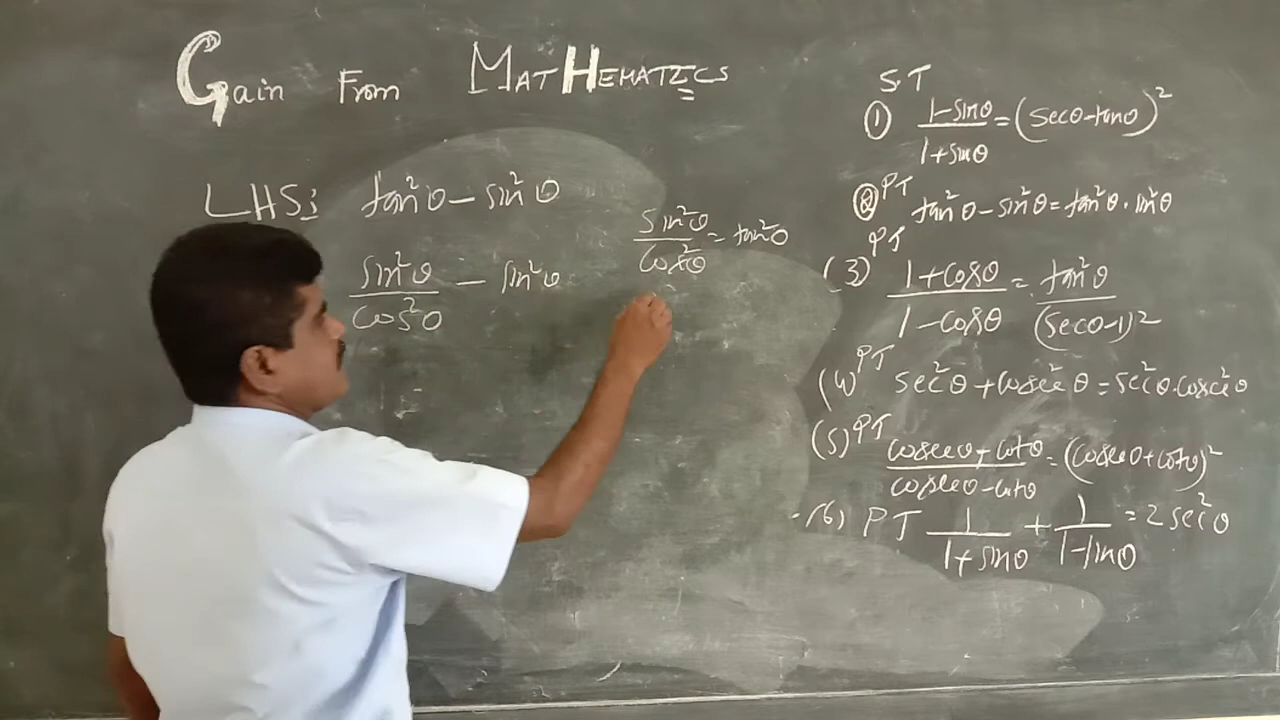 Gain From MATHEMATICS
LHS: tan²θ - sin²θ
sin²θ/cos²θ - sin²θ
sin²θ/cos²θ = tan²θ
ST
① (1-sinθ)/(1+sinθ) = (secθ-tanθ)²
② PT tan²θ - sin²θ = tan²θ · sin²θ
(3) PT (1+cosθ)/(1-cosθ) = tan²θ/(secθ-1)²
(4) PT sec²θ + cosec²θ = sec²θ·cosec²θ
(5) PT (cosecθ+cotθ)/(cosecθ-cotθ) = (cosecθ+cotθ)²
(6) PT 1/(1+sinθ) + 1/(1-sinθ) = 2sec²θ